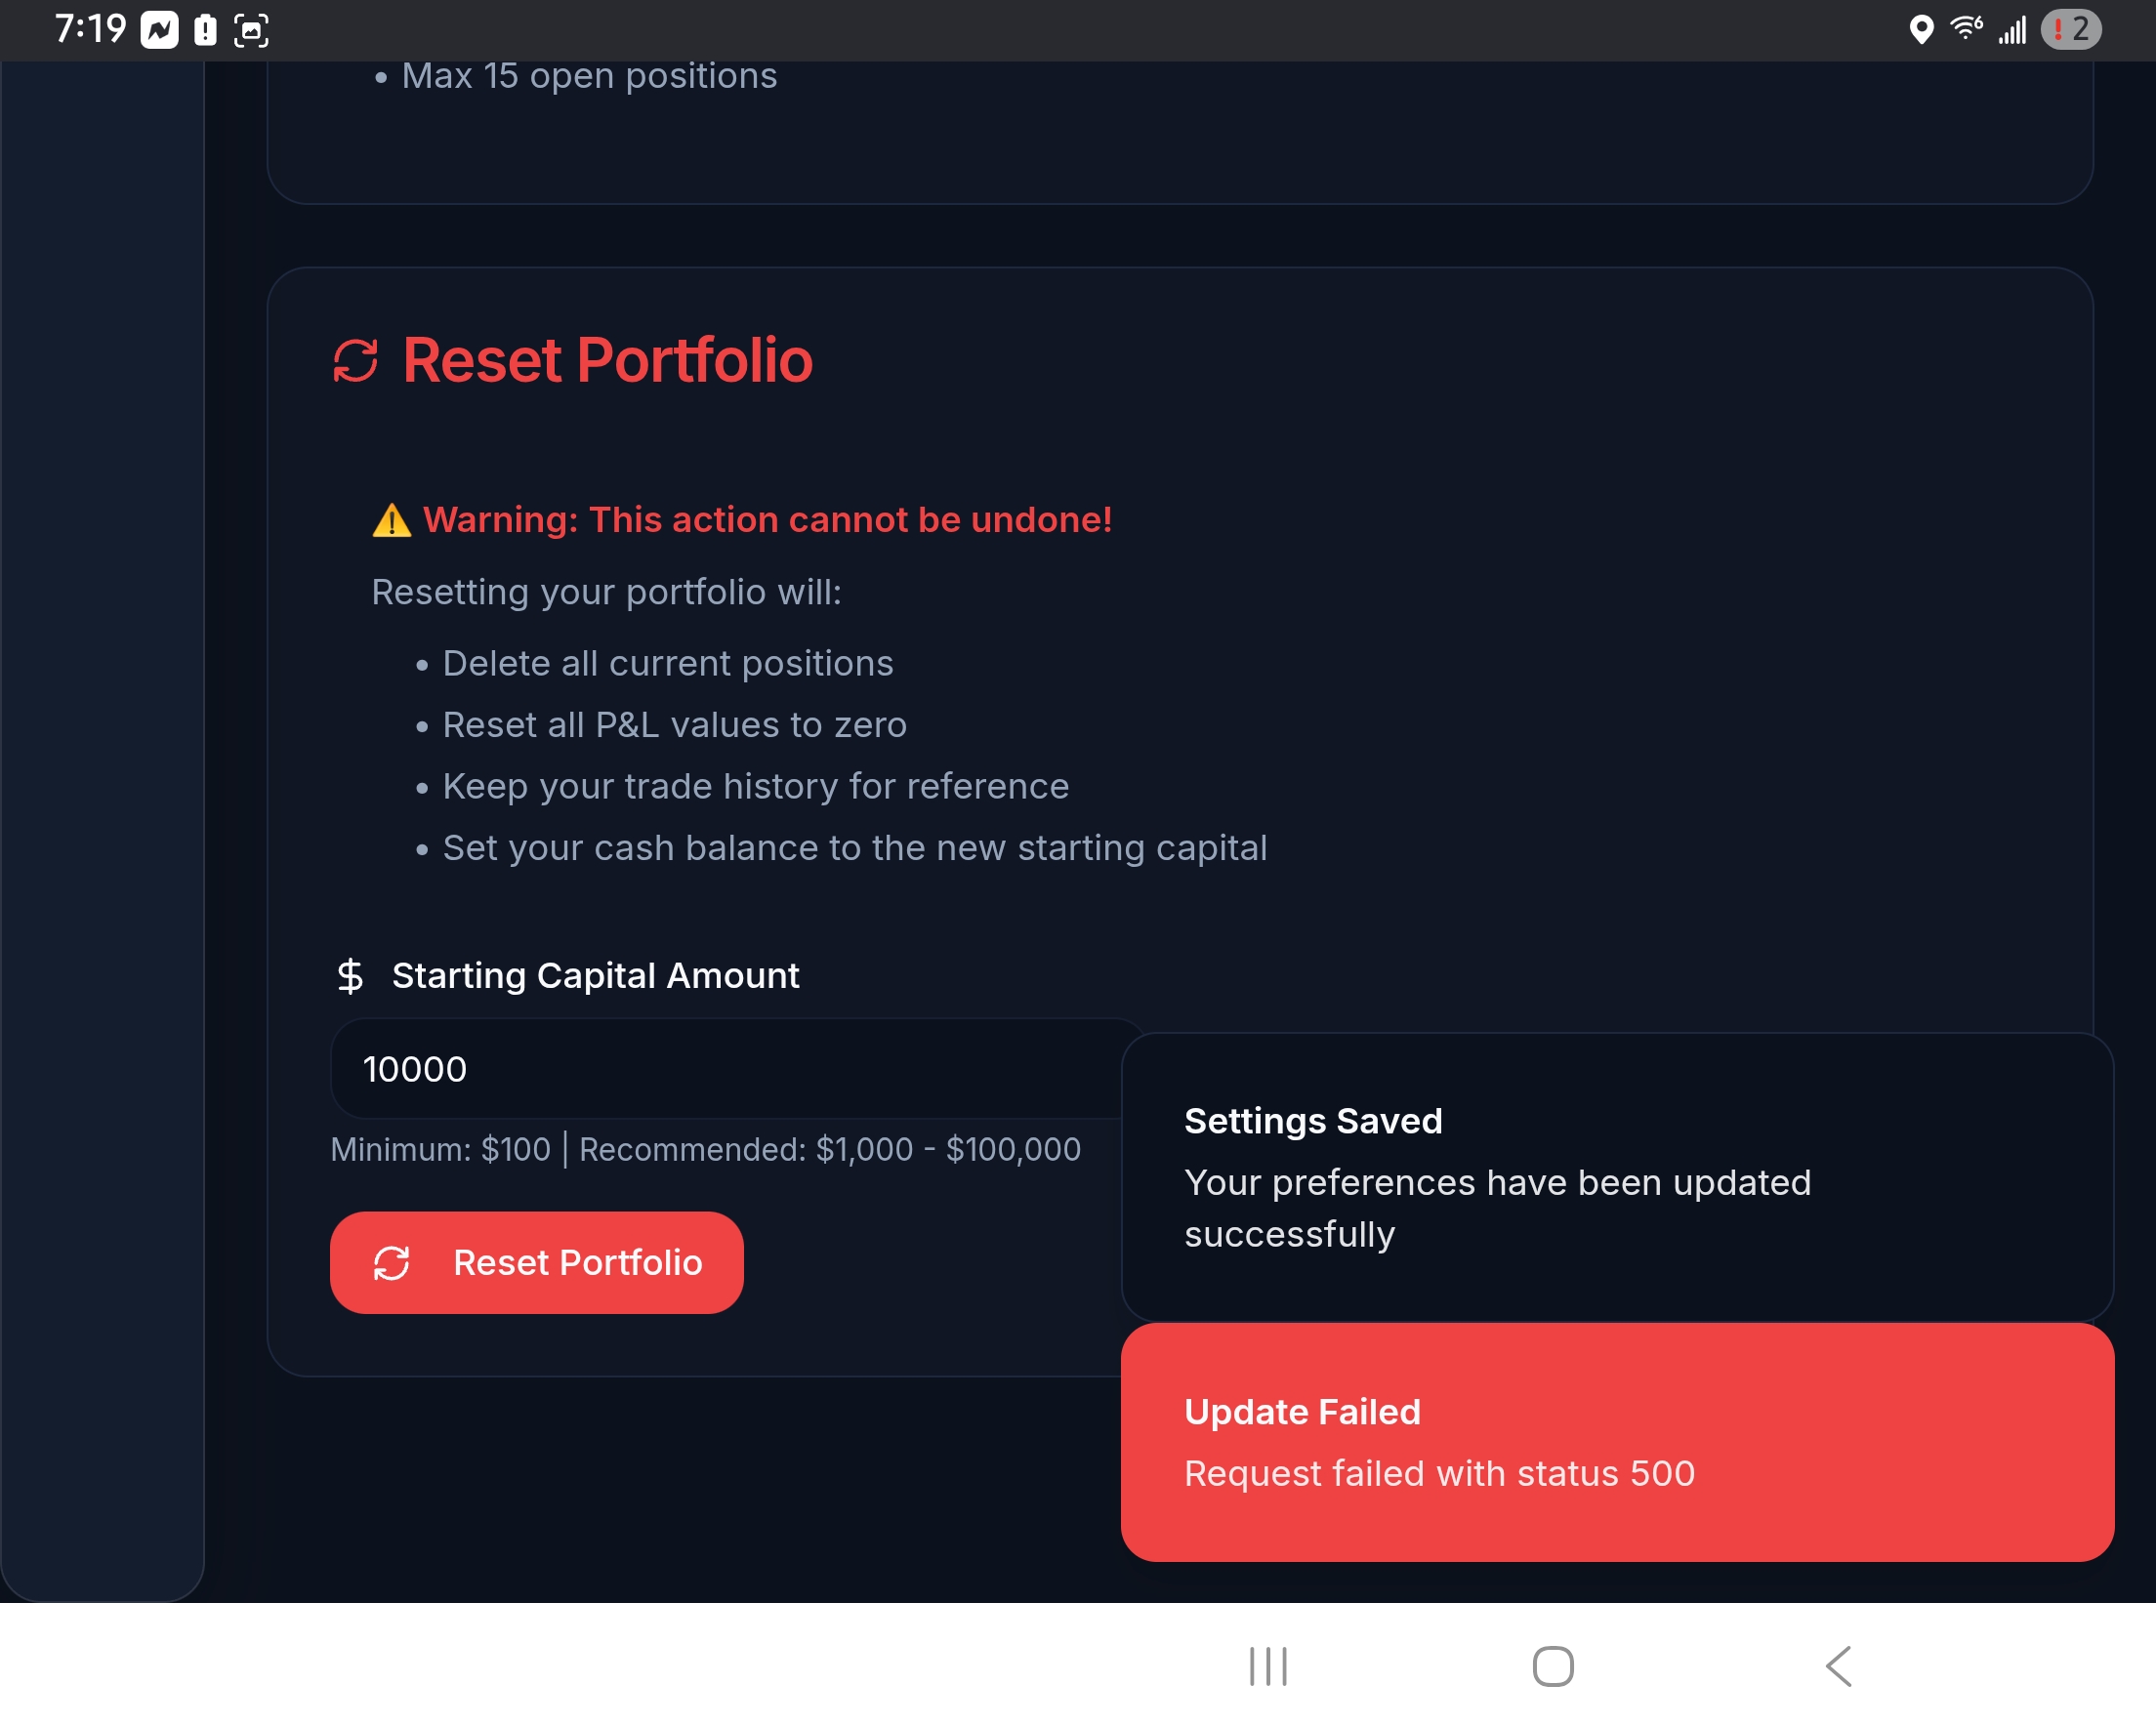 7:19
2
• Max 15 open positions
Reset Portfolio
⚠️ Warning: This action cannot be undone!
Resetting your portfolio will:
• Delete all current positions
• Reset all P&L values to zero
• Keep your trade history for reference
• Set your cash balance to the new starting capital
Starting Capital Amount
10000
Minimum: $100 | Recommended: $1,000 - $100,000
Reset Portfolio
Settings Saved
Your preferences have been updated
successfully
Update Failed
Request failed with status 500